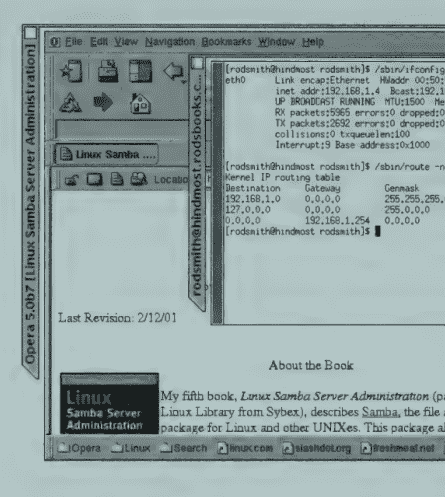 Opera 5.0b7 [Linux Samba Server Administration]
File Edit View Navigation Bookmarks Window Help
Linux Samba ....
Locatio
rodsmith@hindmost.rodsbooks.c...
[rodsmith@hindmost rodsmith]$ /sbin/ifconfig
eth0 Link encap:Ethernet HWaddr 00:50:
inet addr:192.168.1.4 Bcast:192.1
UP BROADCAST RUNNING MTU:1500 Me
RX packets:5965 errors:0 dropped:0
TX packets:2692 errors:0 dropped:0
collisions:0 txqueuelen:100
Interrupt:9 Base address:0x1000
[rodsmith@hindmost rodsmith]$ /sbin/route -n
Kernel IP routing table
Destination Gateway Genmask
192.168.1.0 0.0.0.0 255.255.255.
127.0.0.0 0.0.0.0 255.0.0.0
0.0.0.0 192.168.1.254 0.0.0.0
[rodsmith@hindmost rodsmith]$
Last Revision: 2/12/01
About the Book
Linux
Samba Server
Administration
My fifth book, Linux Samba Server Administration (pa
Linux Library from Sybex), describes Samba, the file a
package for Linux and other UNIXes. This package al
Opera Linux Search linux.com slashdot.org freshmeat.net